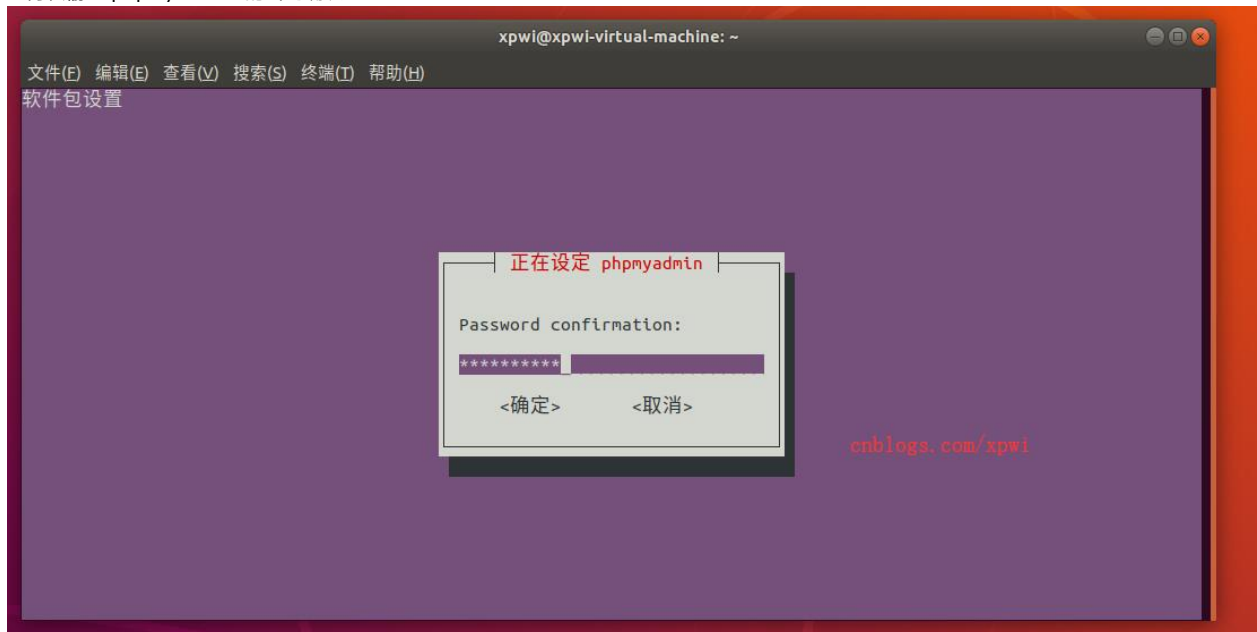 xpwi@xpwi-virtual-machine: ~
文件(F) 编辑(E) 查看(V) 搜索(S) 终端(T) 帮助(H)
软件包设置
正在设定 phpmyadmin
Password confirmation:
**********_
<确定> <取消>
cnblogs.com/xpwi